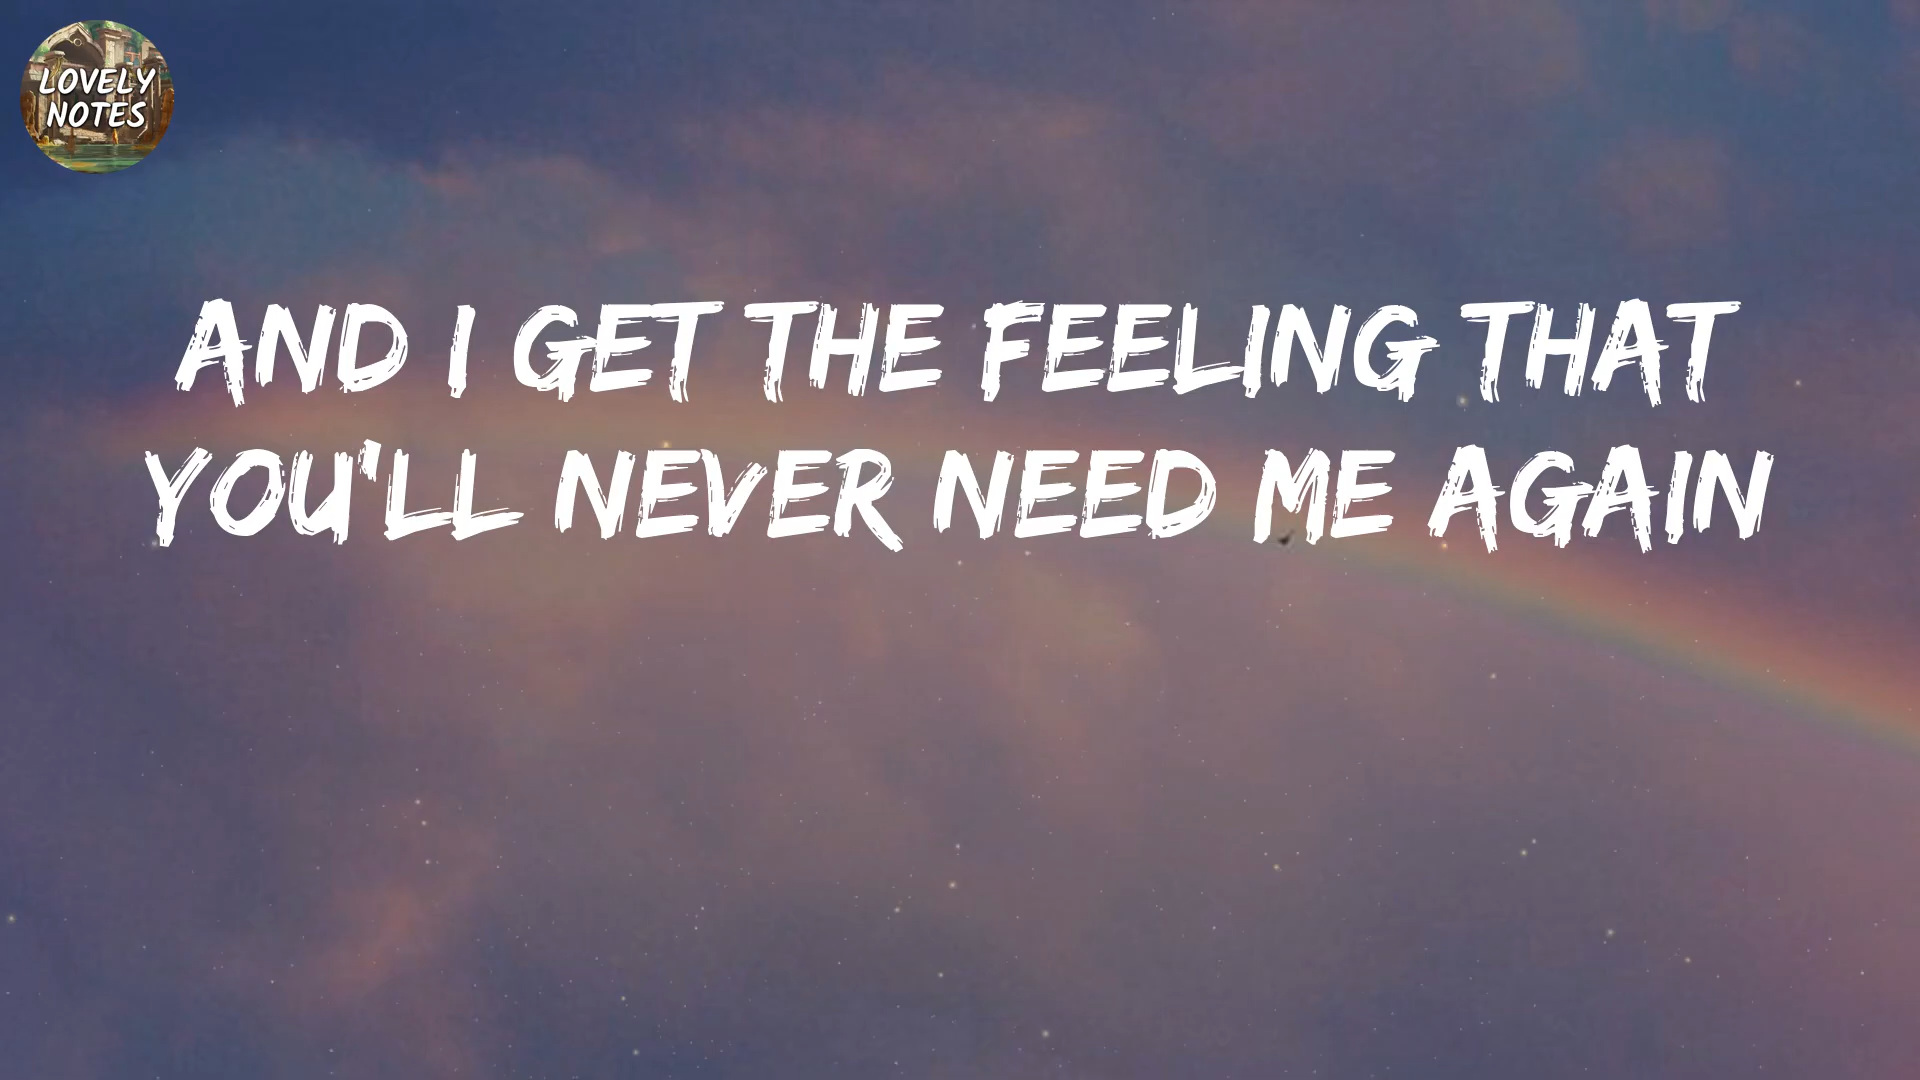 LOVELY
NOTES
AND I GET THE FEELING THAT
YOU'LL NEVER NEED ME AGAIN